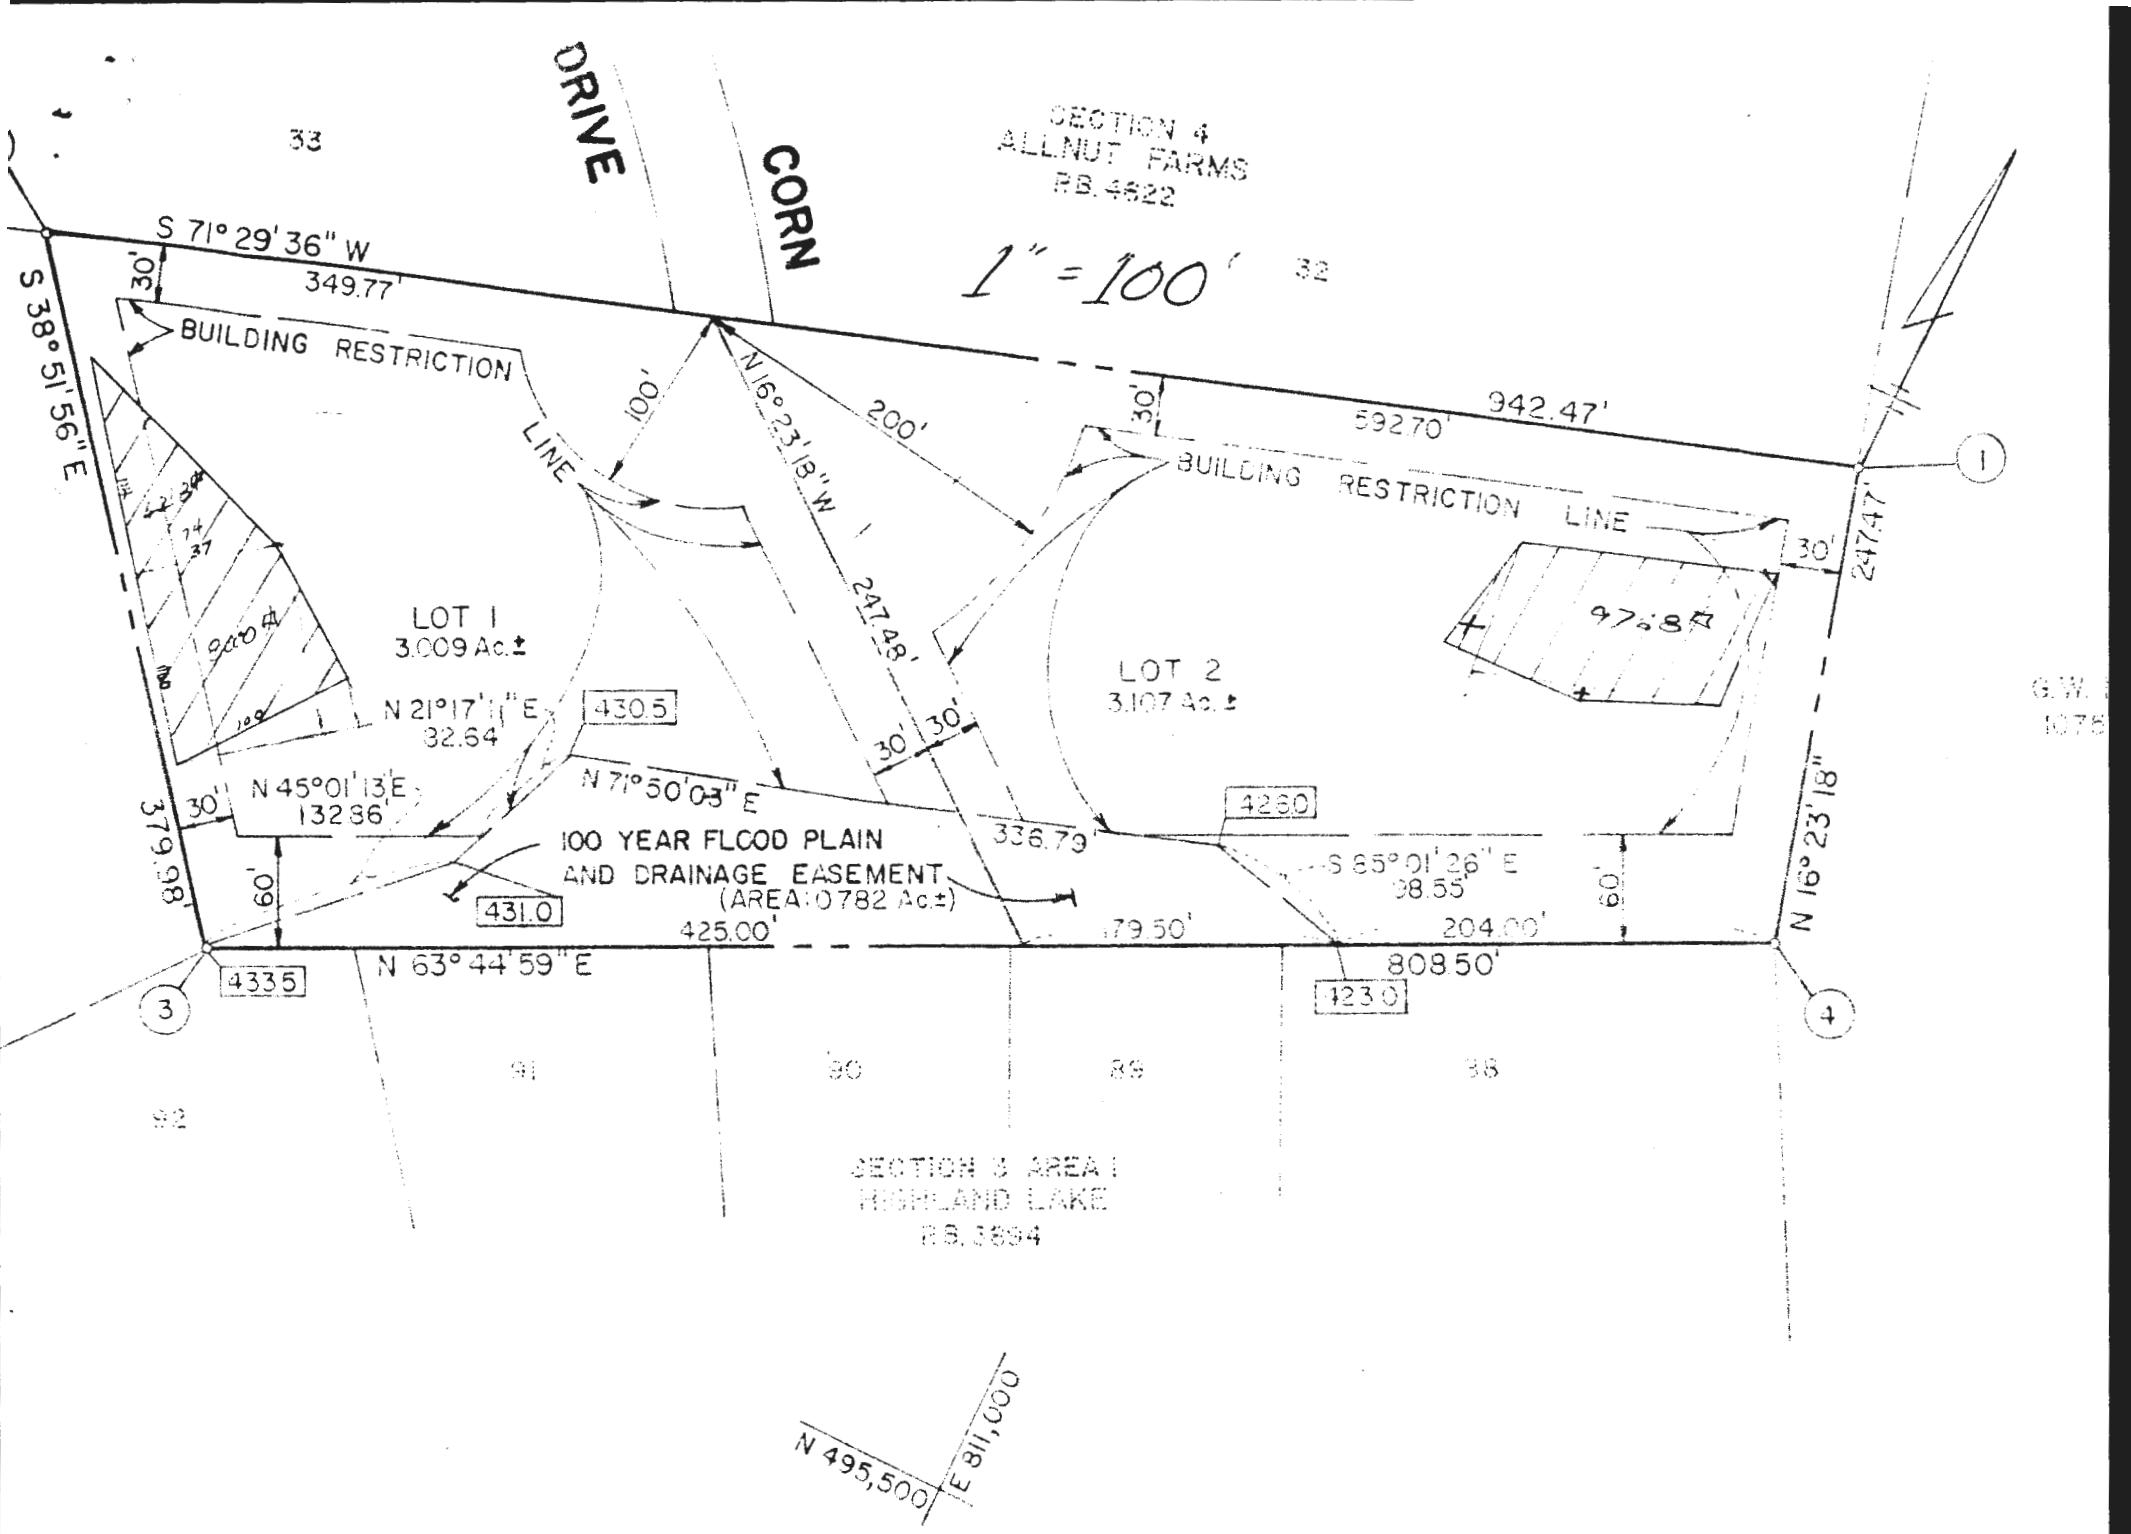 DRIVE
CORN
33
SECTION 4
ALLNUT FARMS
P.B. 4622
1" = 100'
32
S 71° 29' 36" W
349.77'
30'
S 38° 51' 56" E
379.98'
BUILDING RESTRICTION
LINE
100'
200'
N 16° 23' 18" W
247.48'
30'
942.47'
592.70'
BUILDING RESTRICTION LINE
1
30'
247.47'
N 16° 23' 18"
74
37
LOT 1
3.009 Ac.±
LOT 2
3.107 Ac.±
G.W.
1078
N 21° 17' 11" E
82.64'
430.5
30'
30'
N 45° 01' 13" E
132.86'
30'
N 71° 50' 03" E
336.79'
426.0
100 YEAR FLOOD PLAIN
AND DRAINAGE EASEMENT
(AREA: 0.782 Ac.±)
S 85° 01' 26" E
98.55'
60'
60'
431.0
425.00'
179.50'
204.00'
N 63° 44' 59" E
808.50'
433.5
423.0
3
4
92
91
90
89
88
HIGHLAND LAKE
P.B. 3894
N 495,500
E 811,000